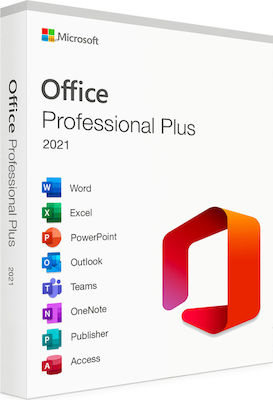 Microsoft
Office
Professional Plus
2021
Word
Excel
PowerPoint
Outlook
Teams
OneNote
Publisher
Access
Office Professional Plus 2021